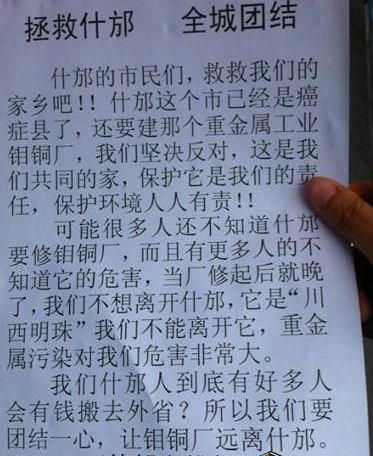 拯救什邡 全城团结
什邡的市民们，救救我们的
家乡吧！！什邡这个市已经是癌
症县了，还要建那个重金属工业
钼铜厂，我们坚决反对，这是我
们共同的家，保护它是我们的责
任，保护环境人人有责！！
可能很多人还不知道什邡
要修钼铜厂，而且有更多人的不
知道它的危害，当厂修起后就晚
了，我们不想离开什邡，它是“川
西明珠”我们不能离开它，重金
属污染对我们危害非常大。
我们什邡人到底有好多人
会有钱搬去外省？所以我们要
团结一心，让钼铜厂远离什邡。